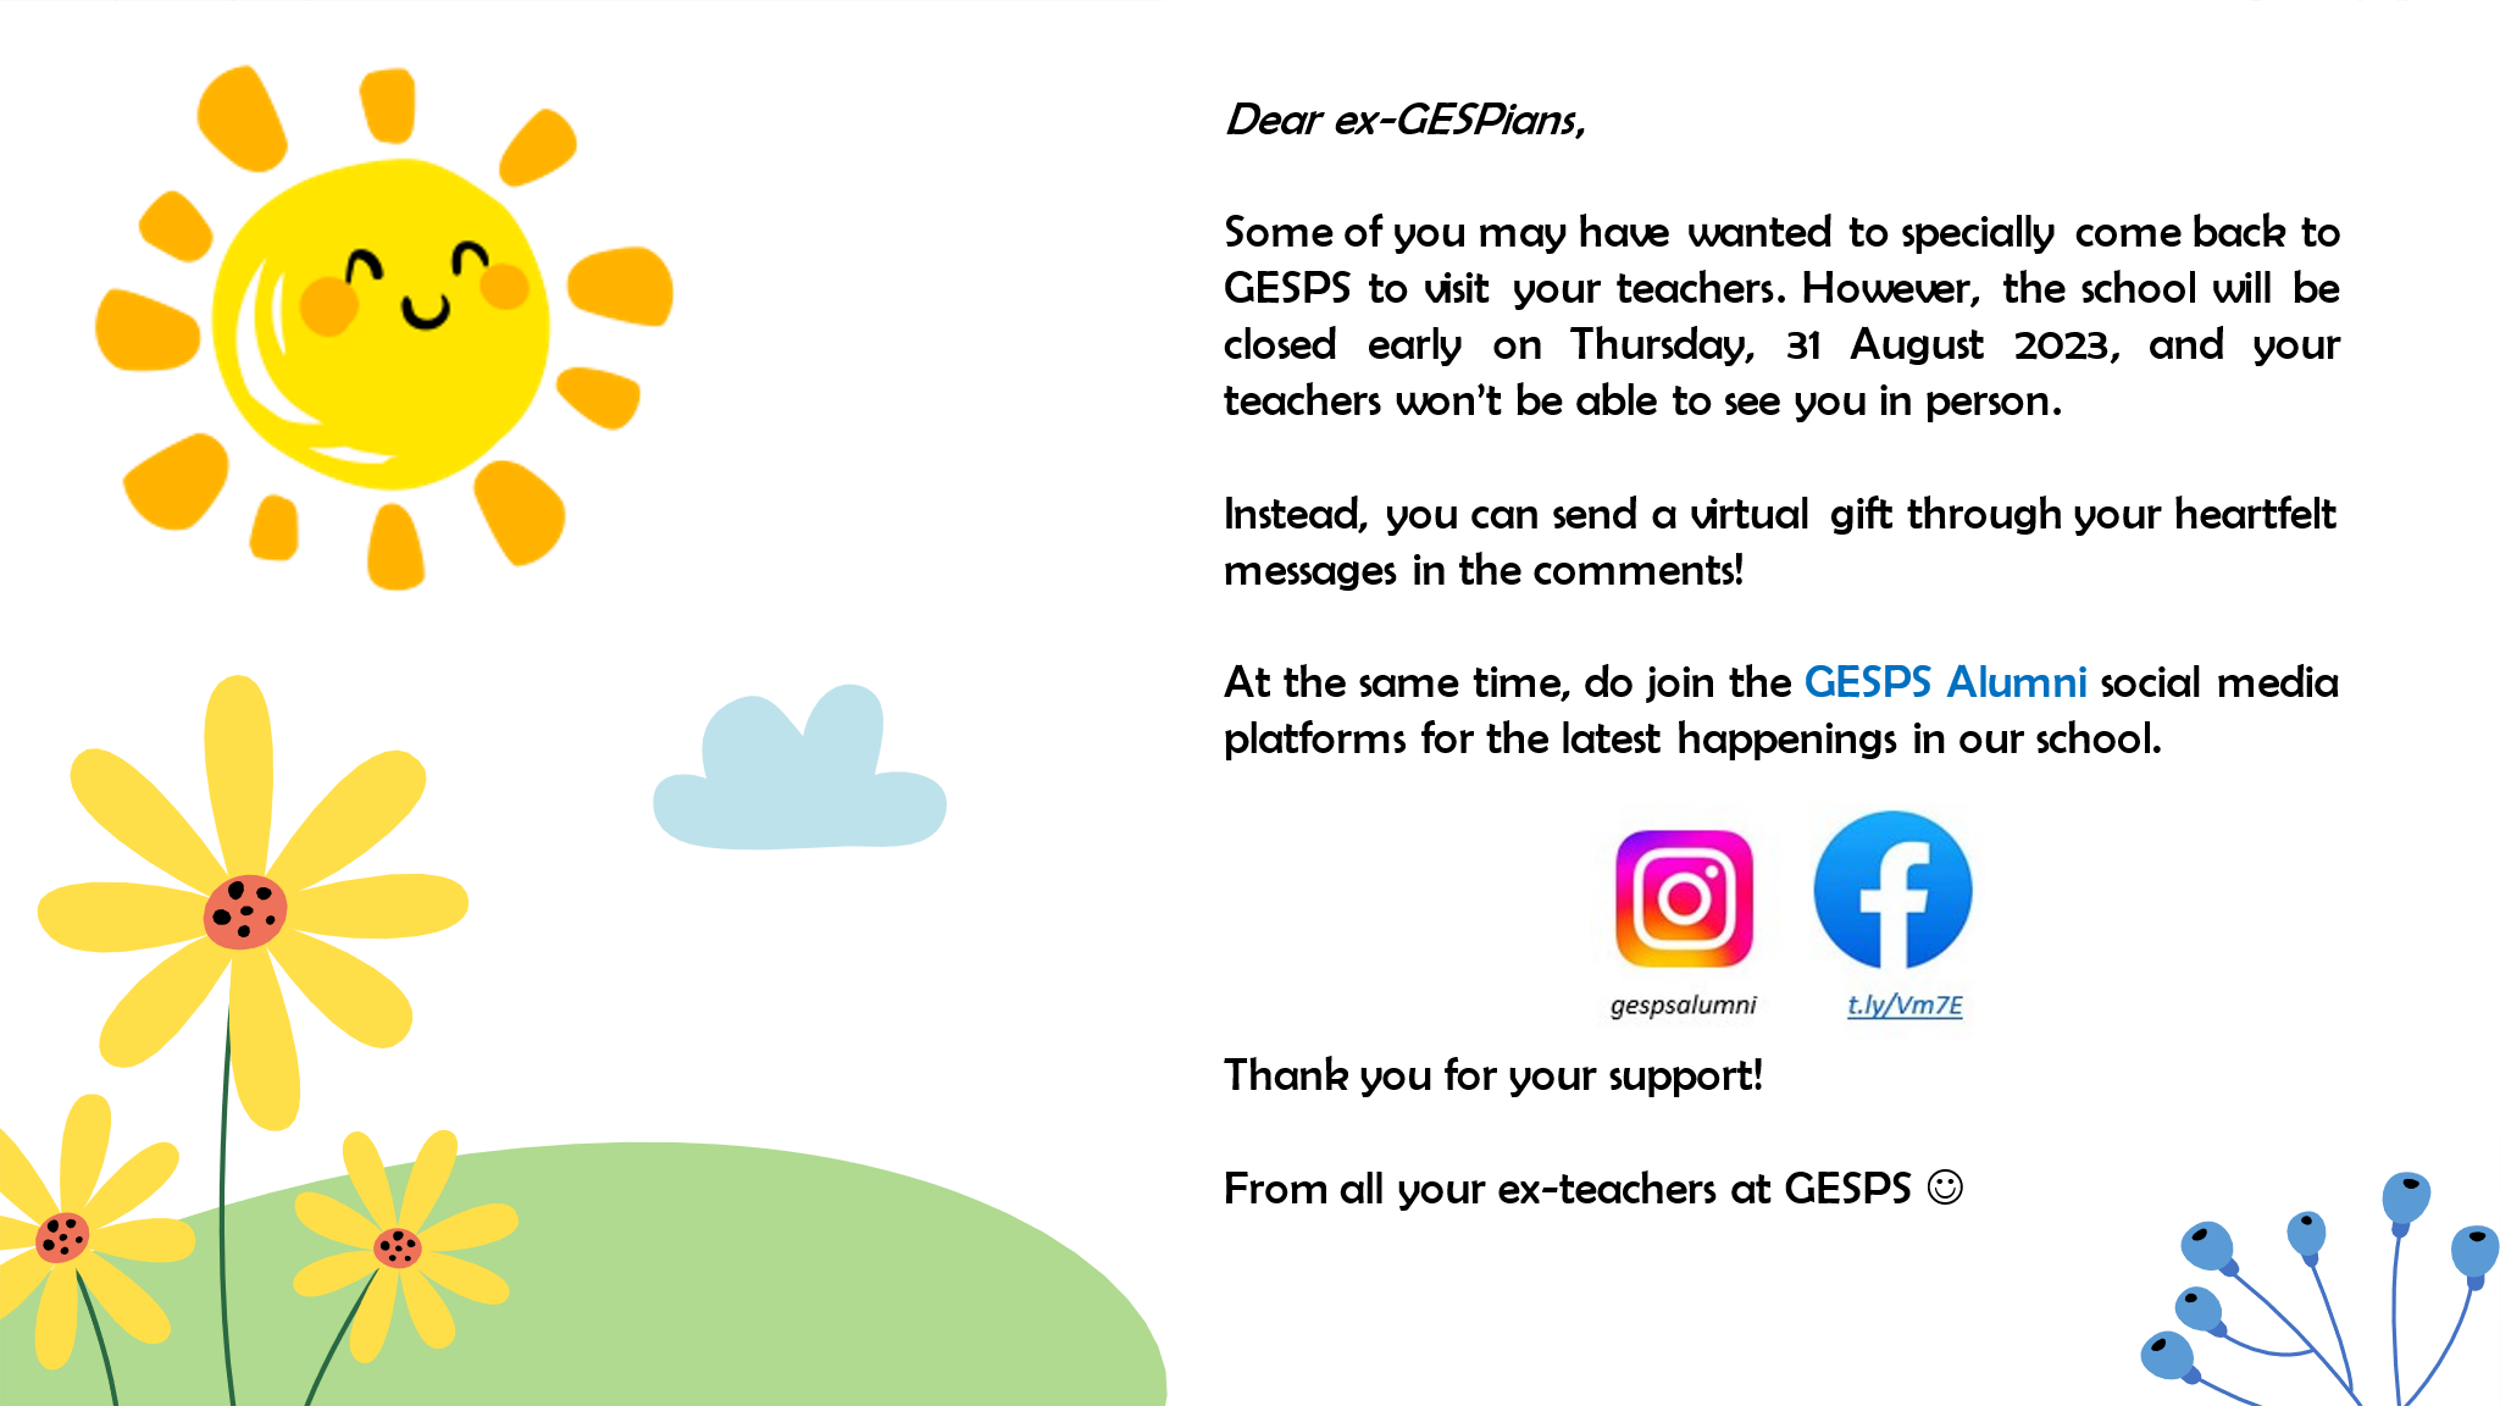 Dear ex-GESPians,
Some of you may have wanted to specially come back to
GESPS to visit your teachers. However, the school will be
closed early on Thursday, 31 August 2023, and your
teachers won't be able to see you in person.
Instead, you can send a virtual gift through your heartfelt
messages in the comments!
At the same time, do join the GESPS Alumni social media
platforms for the latest happenings in our school.
gespsalumni
t.ly/Vm7E
Thank you for your support!
From all your ex-teachers at GESPS ☺